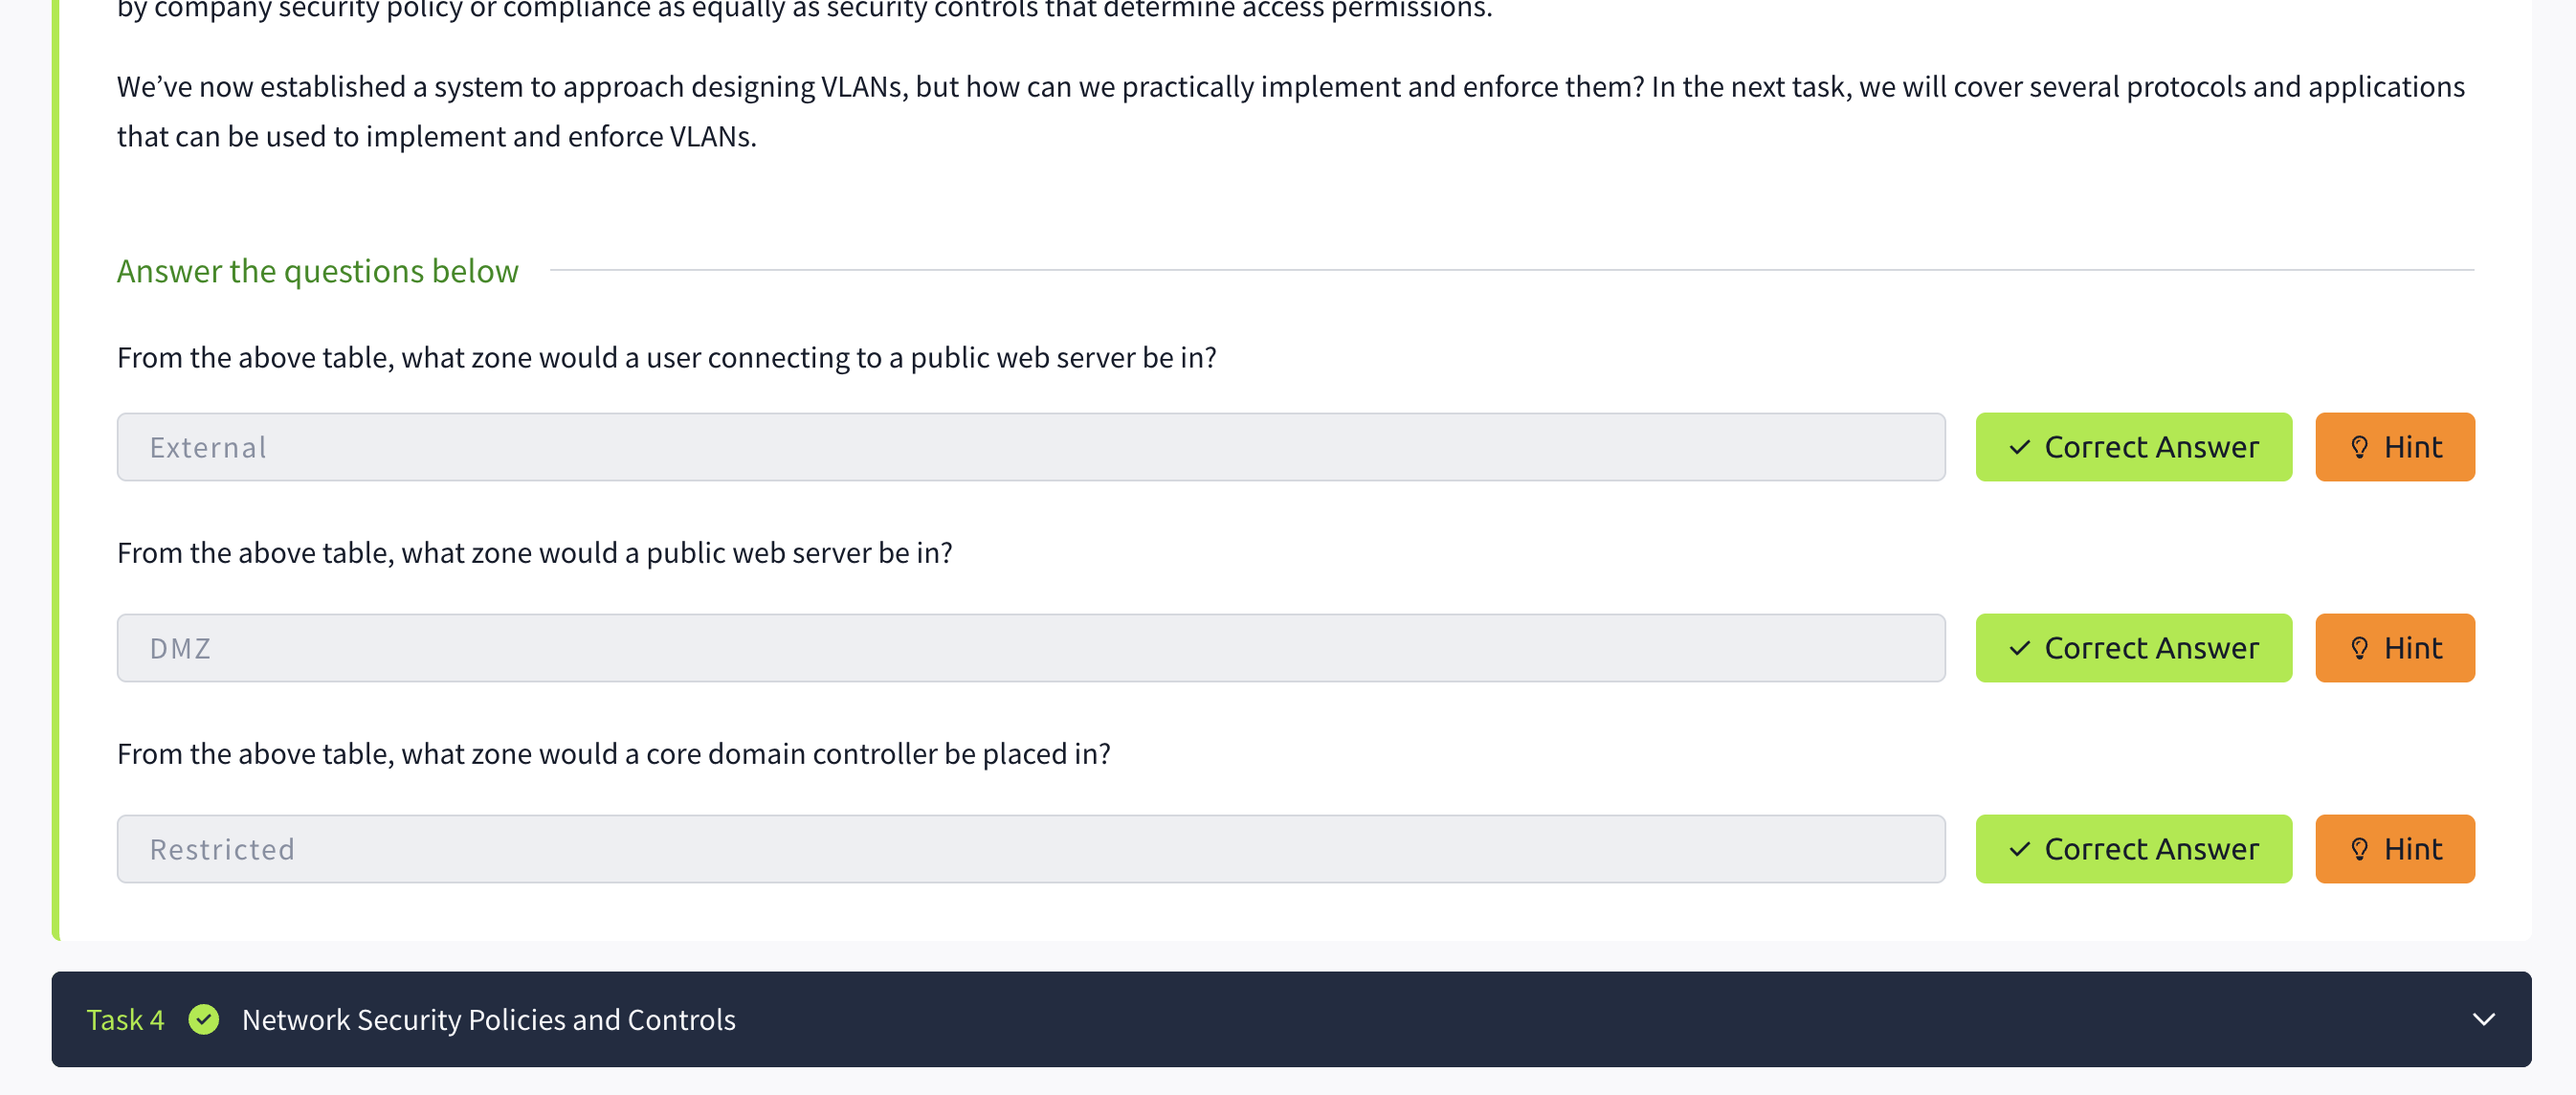 by company security policy or compliance as equally as security controls that determine access permissions.
We’ve now established a system to approach designing VLANs, but how can we practically implement and enforce them? In the next task, we will cover several protocols and applications
that can be used to implement and enforce VLANs.
Answer the questions below
From the above table, what zone would a user connecting to a public web server be in?
External
Correct Answer
Hint
From the above table, what zone would a public web server be in?
DMZ
Correct Answer
Hint
From the above table, what zone would a core domain controller be placed in?
Restricted
Correct Answer
Hint
Task 4 Network Security Policies and Controls